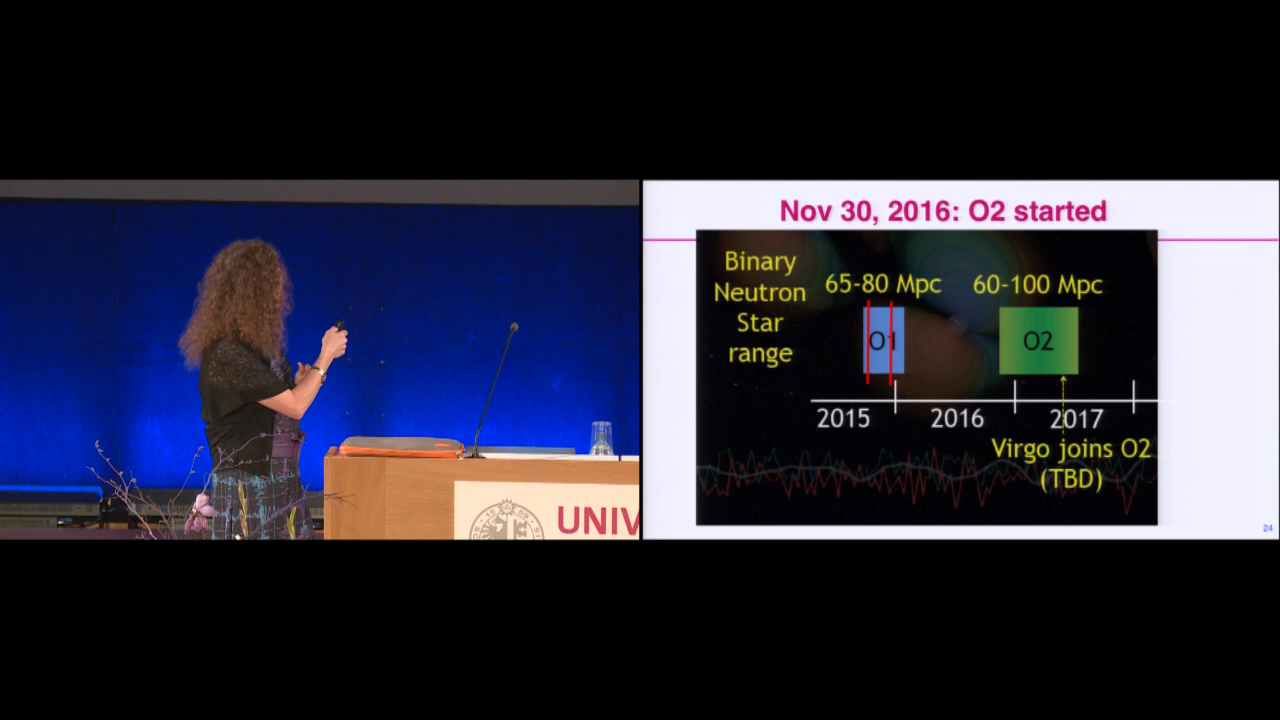 Nov 30, 2016: O2 started
Binary
Neutron
Star
range
65-80 Mpc
60-100 Mpc
O1
O2
2015
2016
2017
Virgo joins O2
(TBD)
24
UNIV